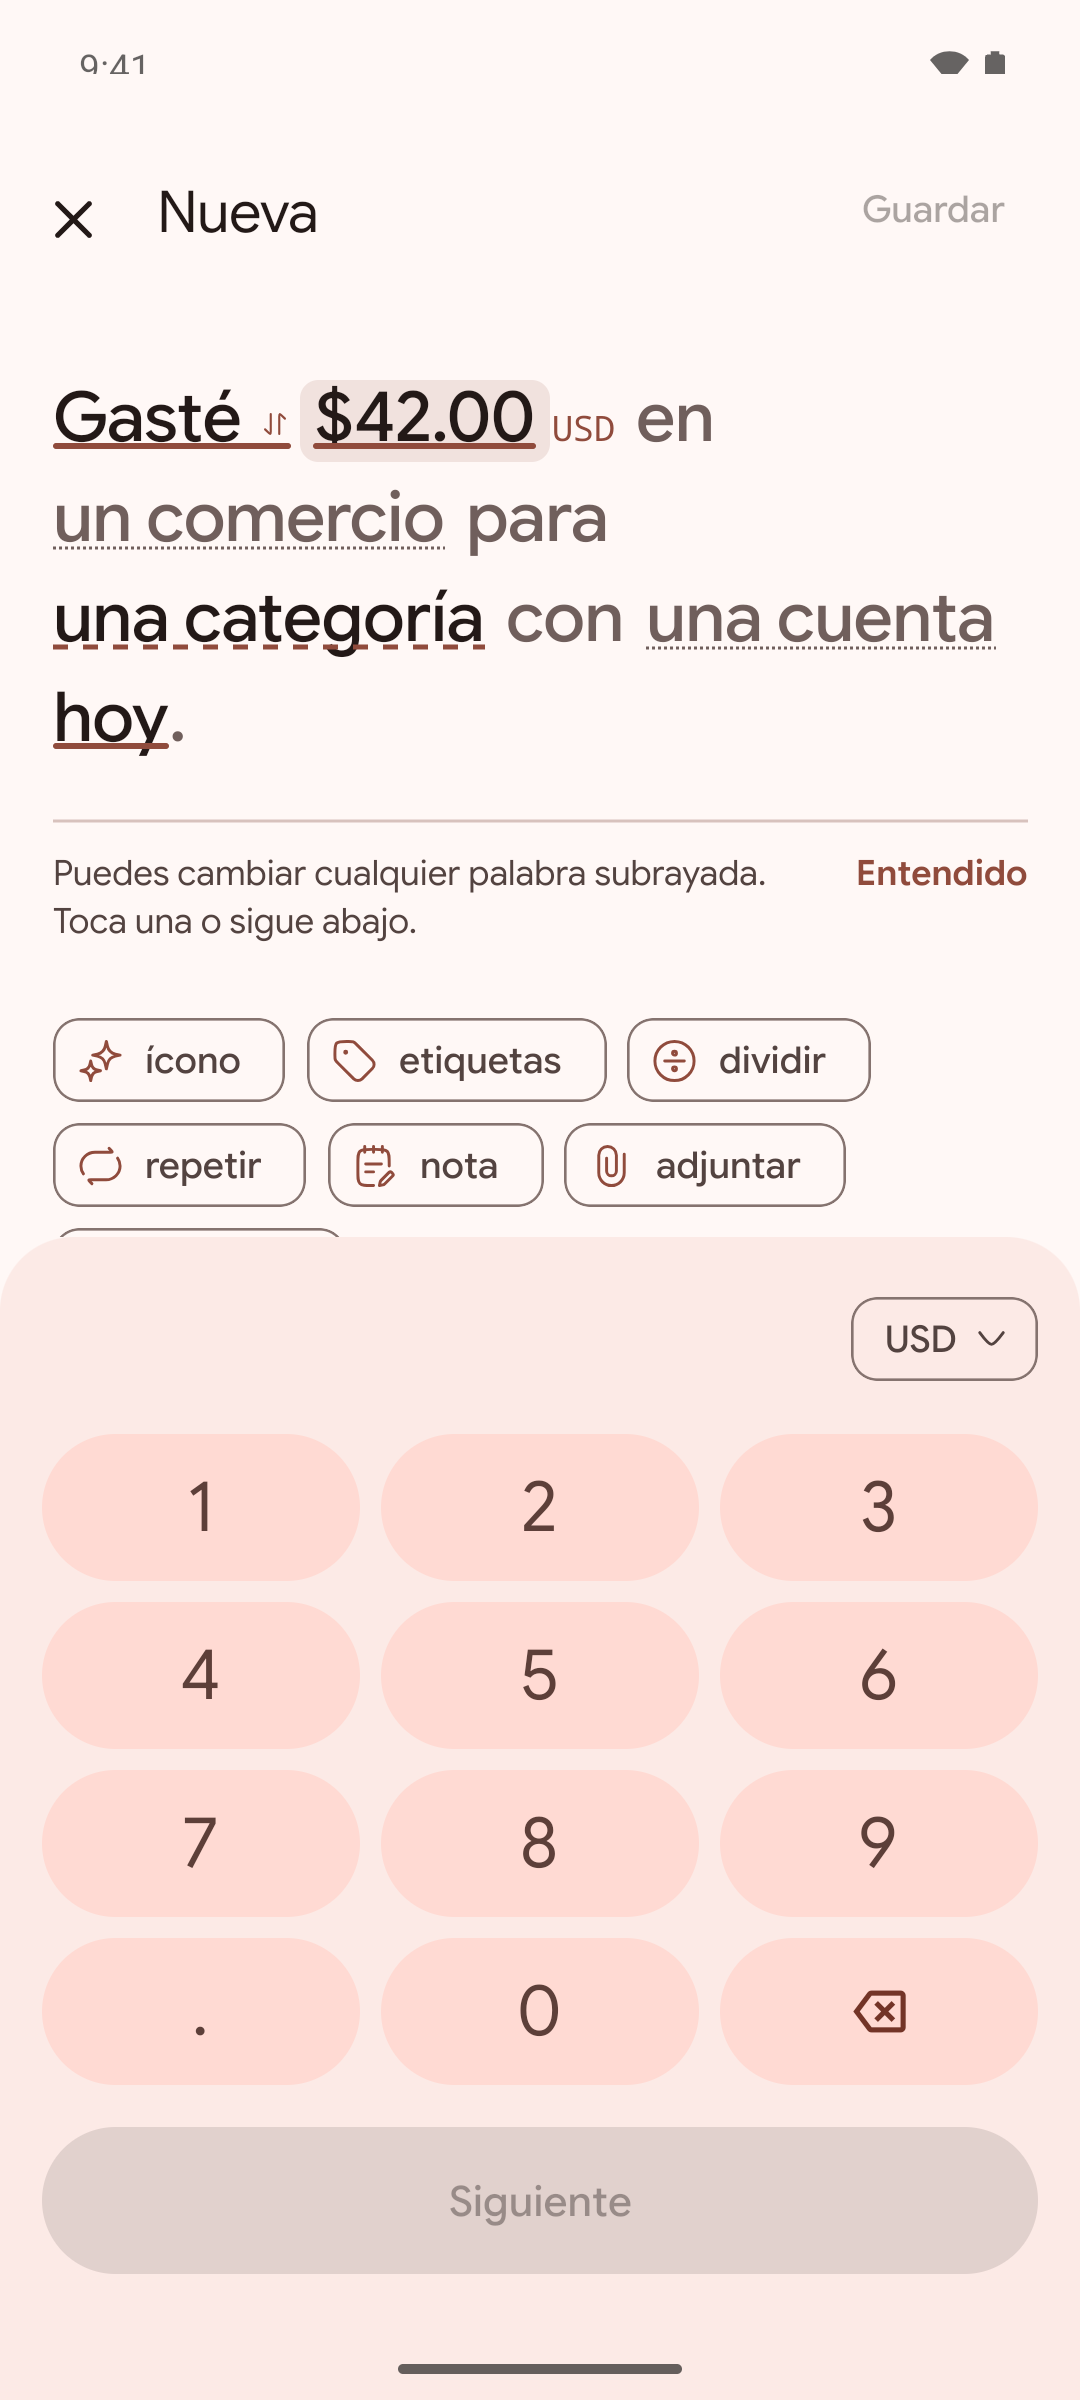 9:41
Nueva
Guardar
Gasté $42.00 USD en
un comercio para
una categoría con una cuenta
hoy.
Puedes cambiar cualquier palabra subrayada.
Toca una o sigue abajo.
Entendido
ícono etiquetas dividir
repetir nota adjuntar
USD
1 2 3
4 5 6
7 8 9
. 0
Siguiente